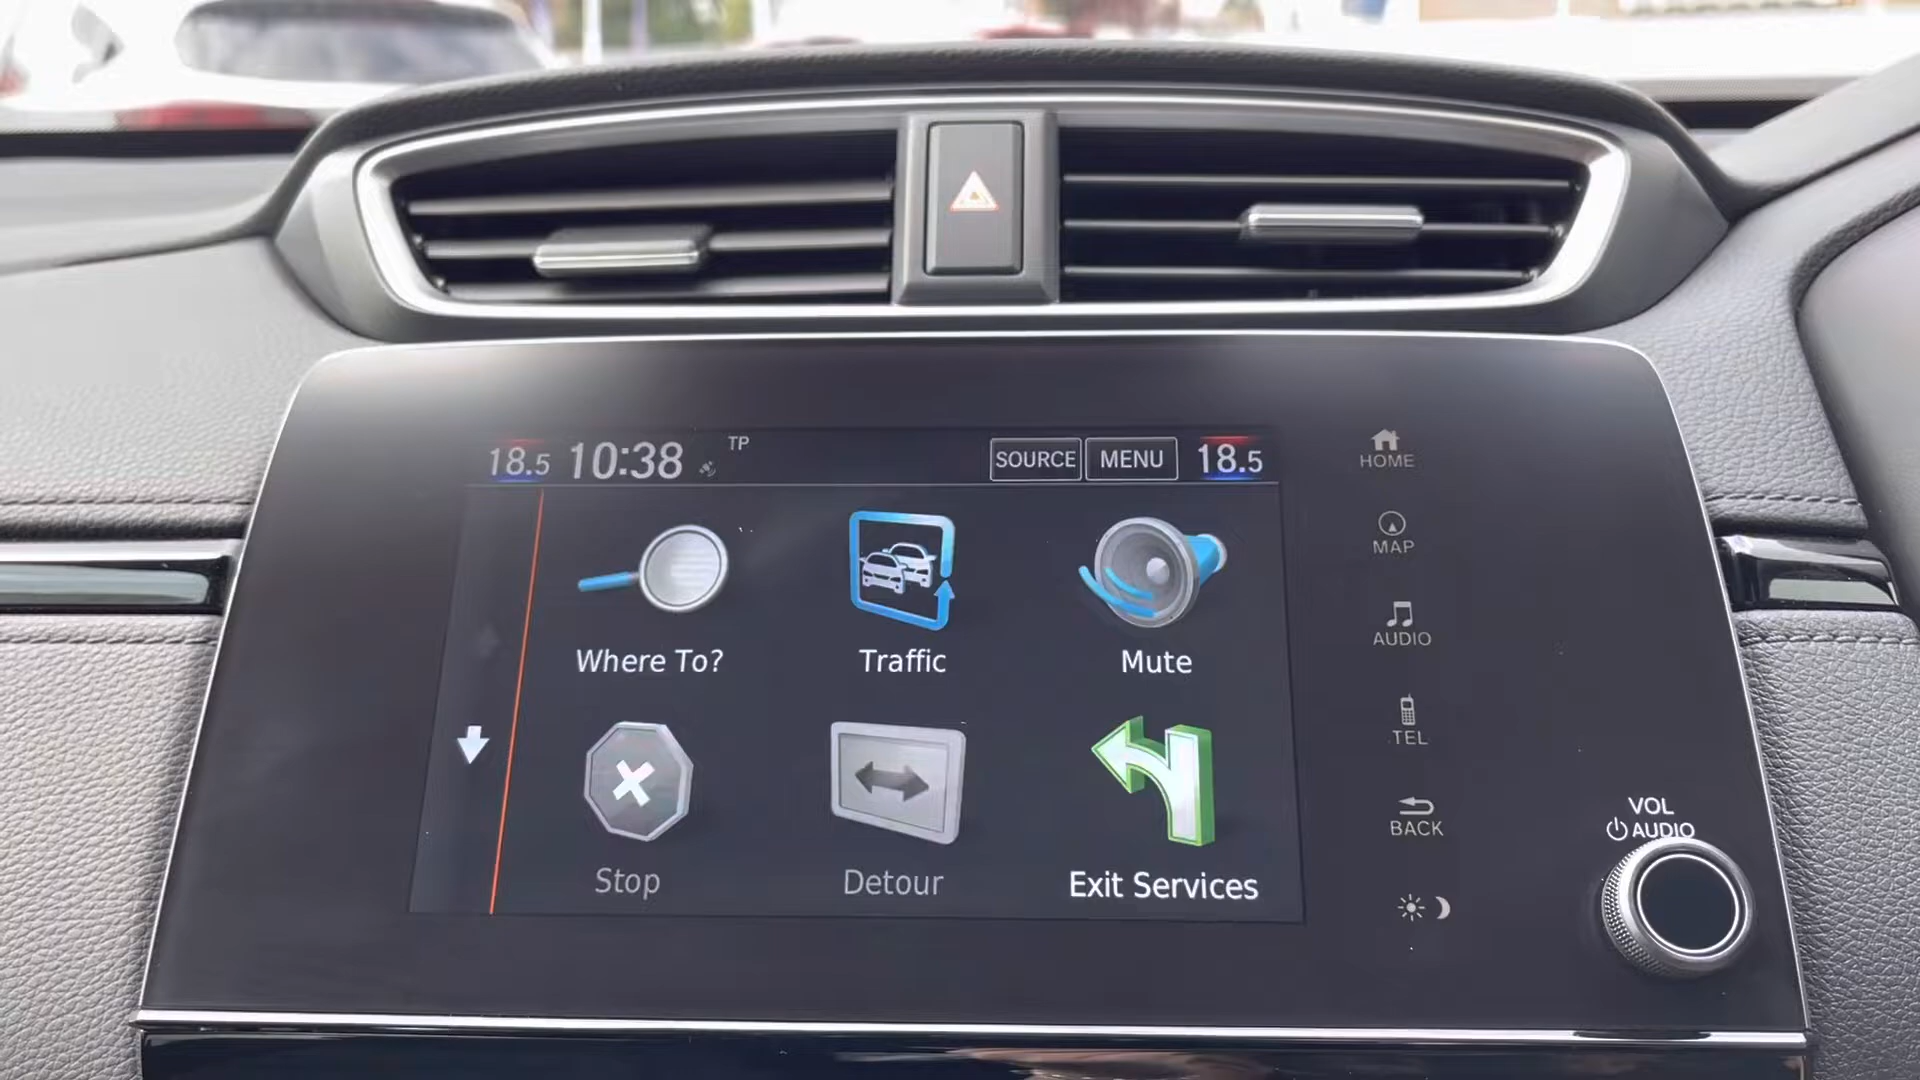 18.5 10:38 TP SOURCE MENU 18.5
Where To? Traffic Mute
Stop Detour Exit Services
HOME
MAP
AUDIO
TEL
BACK
VOL
AUDIO